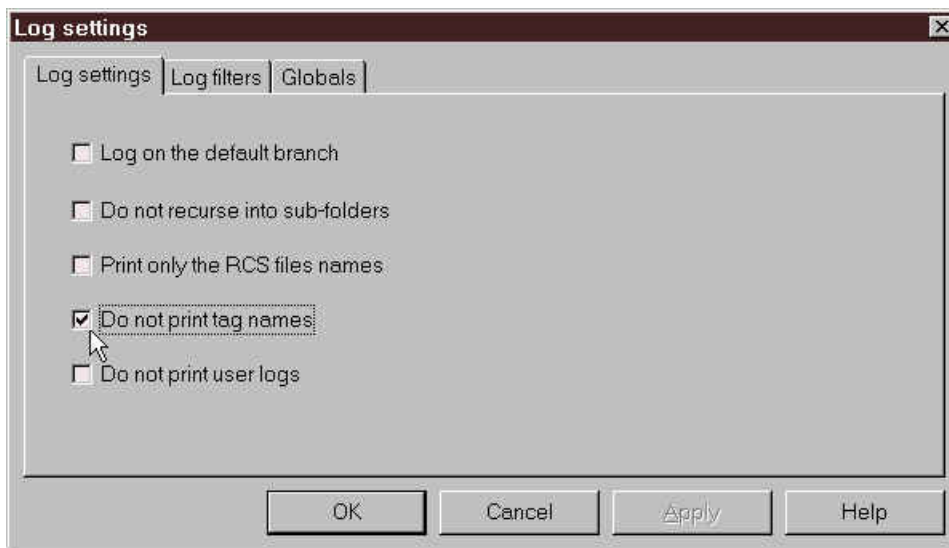 Log settings
Log settings Log filters Globals
Log on the default branch
Do not recurse into sub-folders
Print only the RCS files names
Do not print tag names
Do not print user logs
OK Cancel Apply Help